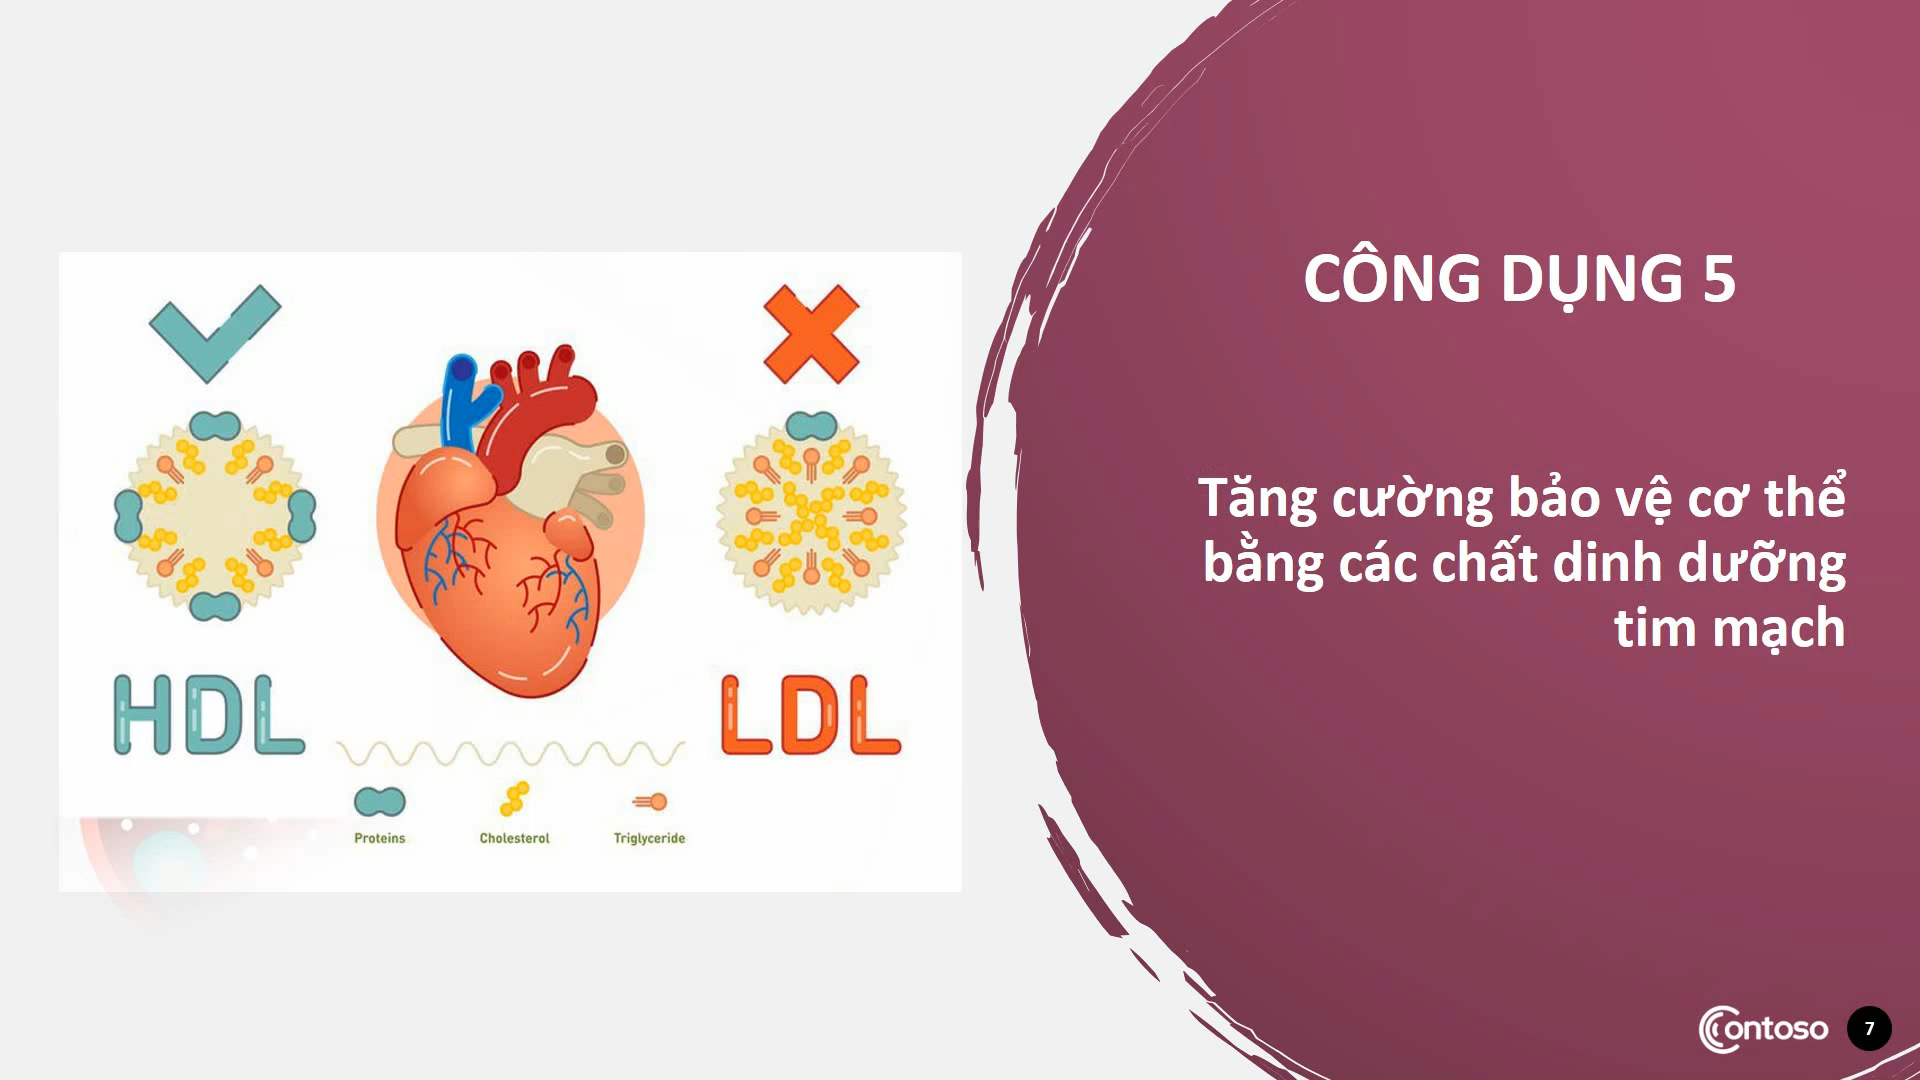 CÔNG DỤNG 5
Tăng cường bảo vệ cơ thể
bằng các chất dinh dưỡng
tim mạch
HDL
LDL
Proteins
Cholesterol
Triglyceride
Contoso
7